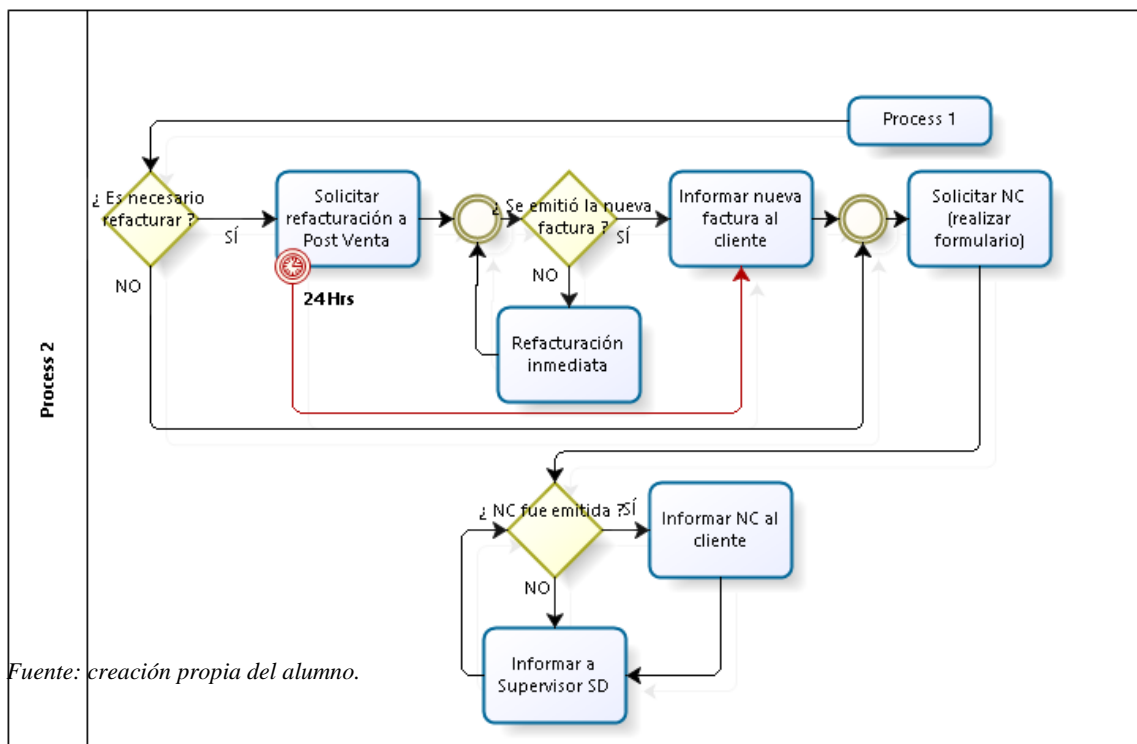 Process 2
Process 1
¿ Es necesario
refacturar ?
SÍ
NO
Solicitar
refacturación a
Post Venta
24 Hrs
¿ Se emitió la nueva
factura ?
SÍ
NO
Refacturación
inmediata
Informar nueva
factura al
cliente
Solicitar NC
(realizar
formulario)
¿ NC fue emitida ?
SÍ
NO
Informar NC al
cliente
Informar a
Supervisor SD
Fuente: creación propia del alumno.